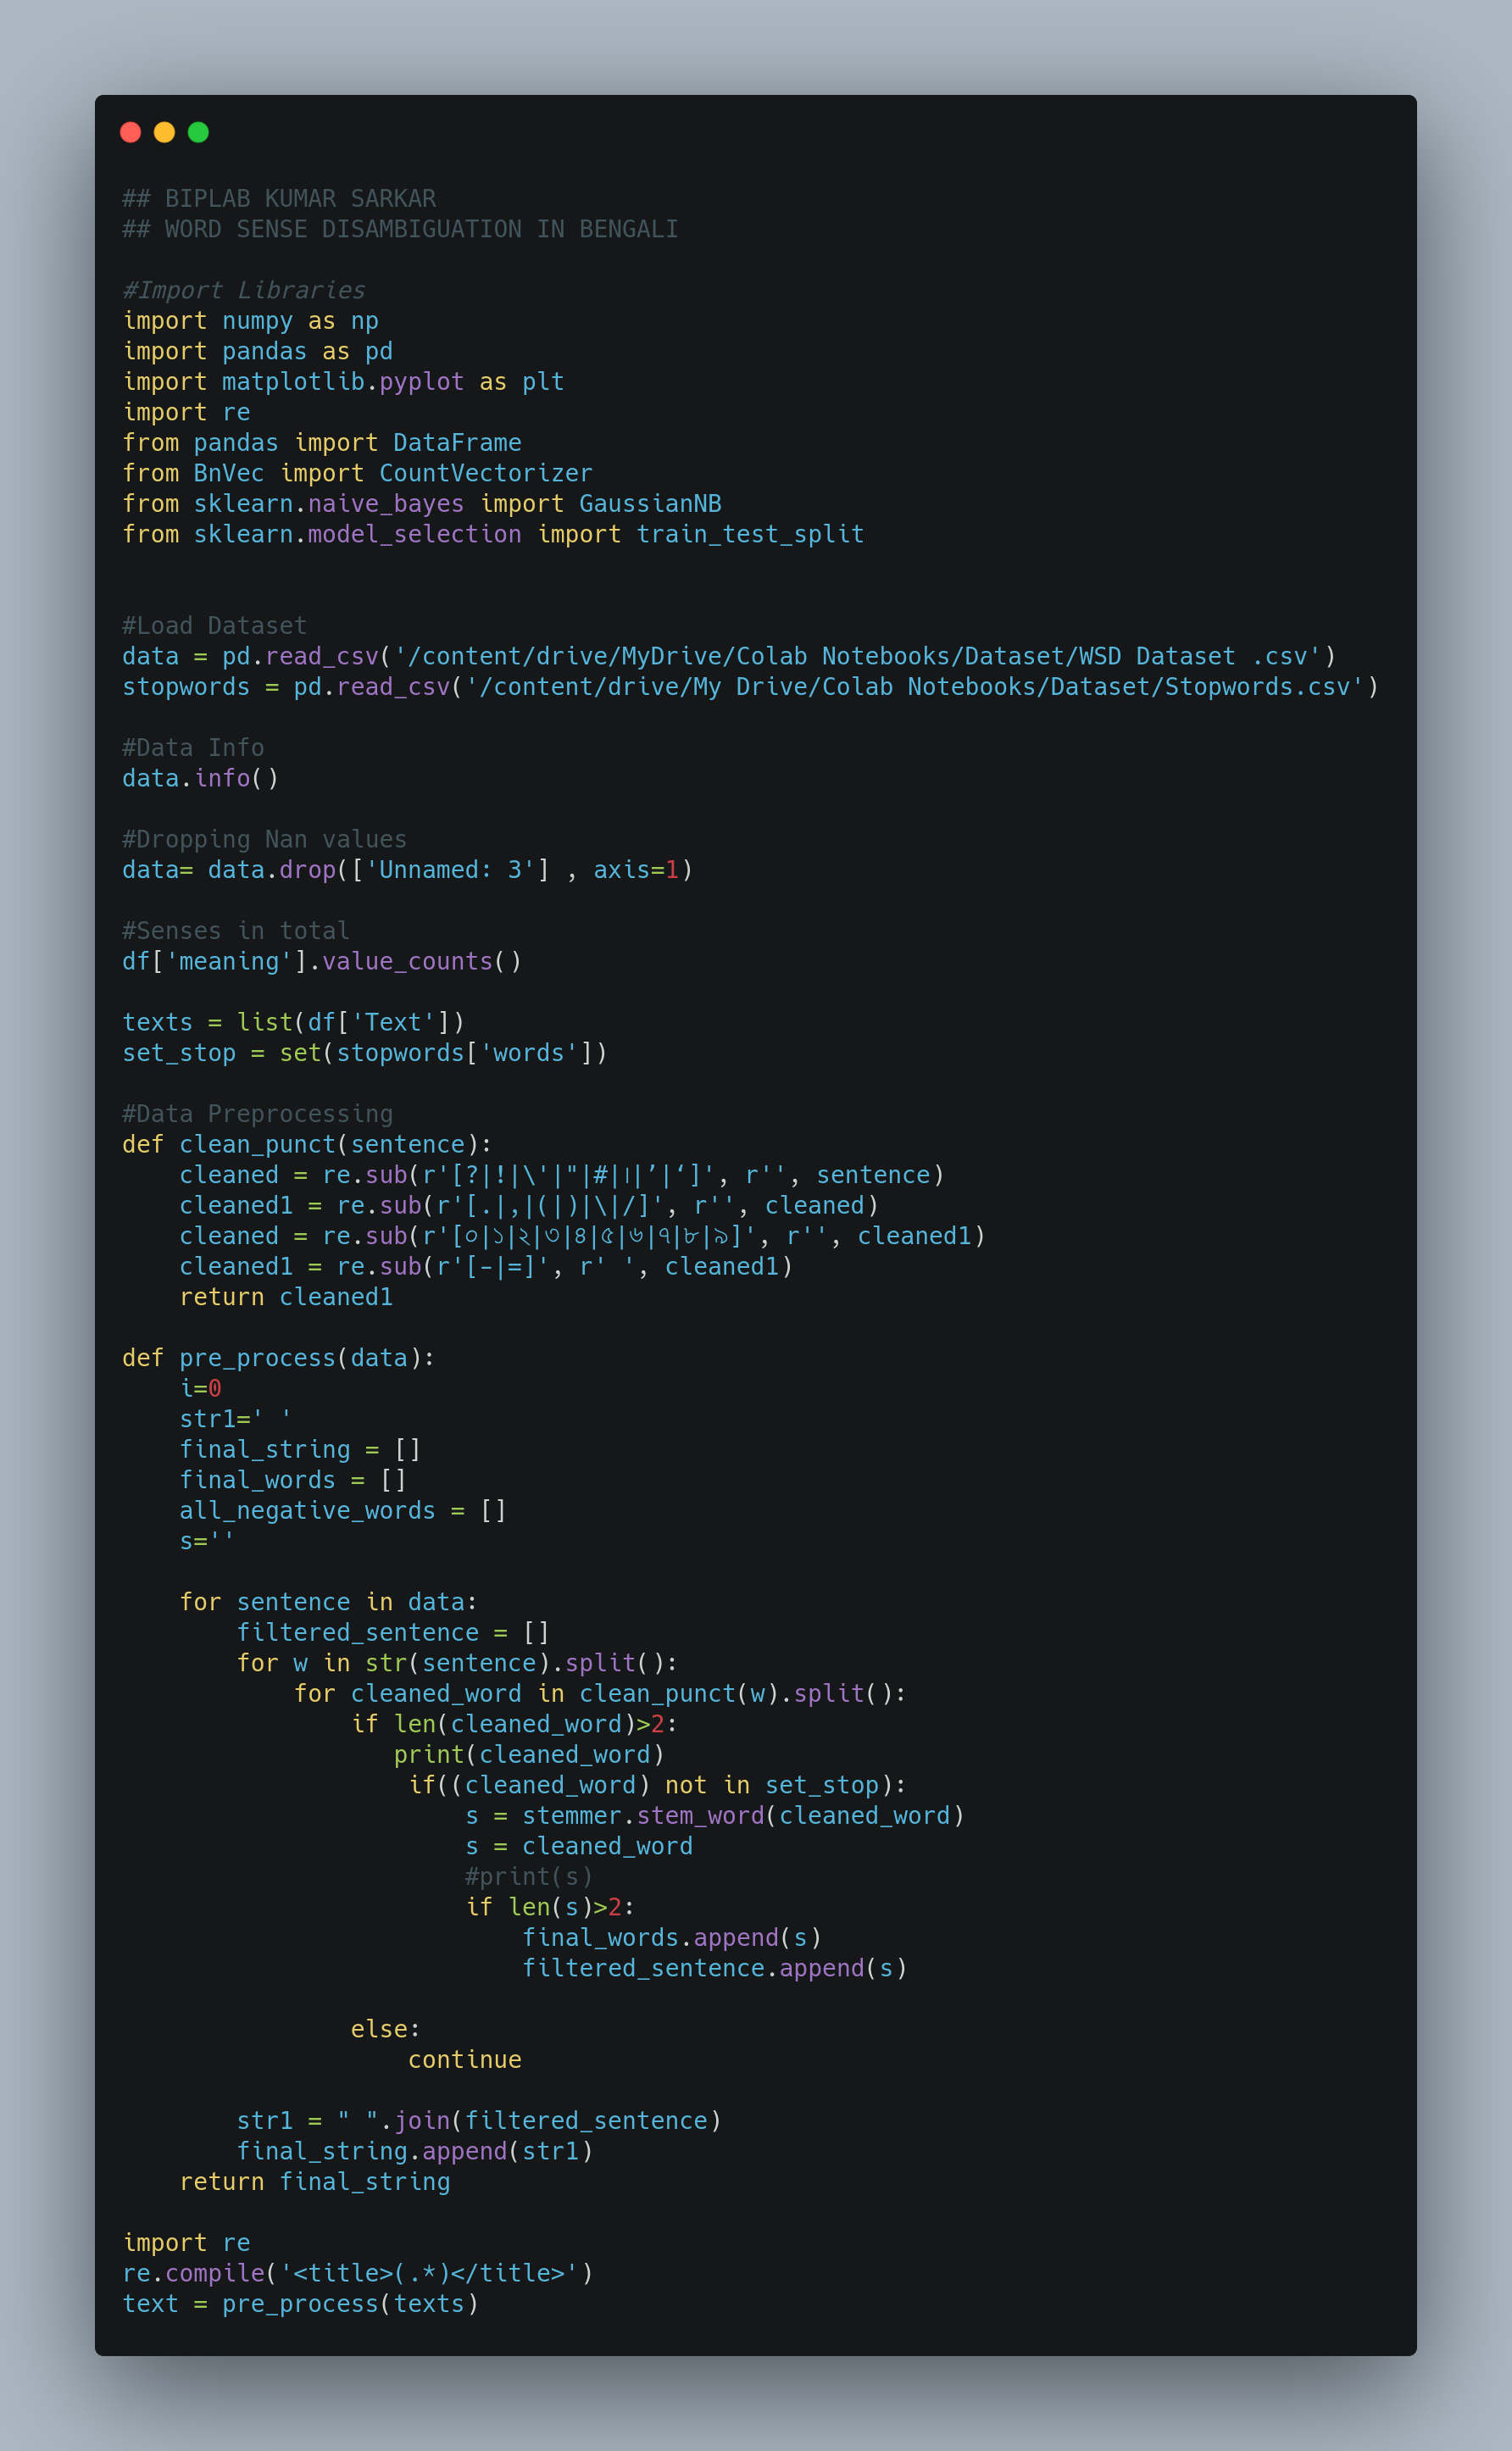 ## BIPLAB KUMAR SARKAR
## WORD SENSE DISAMBIGUATION IN BENGALI

#Import Libraries
import numpy as np
import pandas as pd
import matplotlib.pyplot as plt
import re
from pandas import DataFrame
from BnVec import CountVectorizer
from sklearn.naive_bayes import GaussianNB
from sklearn.model_selection import train_test_split


#Load Dataset
data = pd.read_csv('/content/drive/MyDrive/Colab Notebooks/Dataset/WSD Dataset .csv')
stopwords = pd.read_csv('/content/drive/My Drive/Colab Notebooks/Dataset/Stopwords.csv')

#Data Info
data.info()

#Dropping Nan values
data= data.drop(['Unnamed: 3'] , axis=1)

#Senses in total
df['meaning'].value_counts()

texts = list(df['Text'])
set_stop = set(stopwords['words'])

#Data Preprocessing
def clean_punct(sentence):
    cleaned = re.sub(r'[?|!|\'|"|#|।|’|‘]', r'', sentence)
    cleaned1 = re.sub(r'[.|,|(|)|\|/]', r'', cleaned)
    cleaned = re.sub(r'[০|১|২|৩|৪|৫|৬|৭|৮|৯]', r'', cleaned1)
    cleaned1 = re.sub(r'[-|=]', r' ', cleaned1)
    return cleaned1

def pre_process(data):
    i=0
    str1=' '
    final_string = []
    final_words = []
    all_negative_words = []
    s=''

    for sentence in data:
        filtered_sentence = []
        for w in str(sentence).split():
            for cleaned_word in clean_punct(w).split():
                if len(cleaned_word)>2:
                   print(cleaned_word)
                    if((cleaned_word) not in set_stop):
                        s = stemmer.stem_word(cleaned_word)
                        s = cleaned_word
                        #print(s)
                        if len(s)>2:
                            final_words.append(s)
                            filtered_sentence.append(s)

                else:
                    continue

        str1 = " ".join(filtered_sentence)
        final_string.append(str1)
    return final_string

import re
re.compile('<title>(.*)</title>')
text = pre_process(texts)